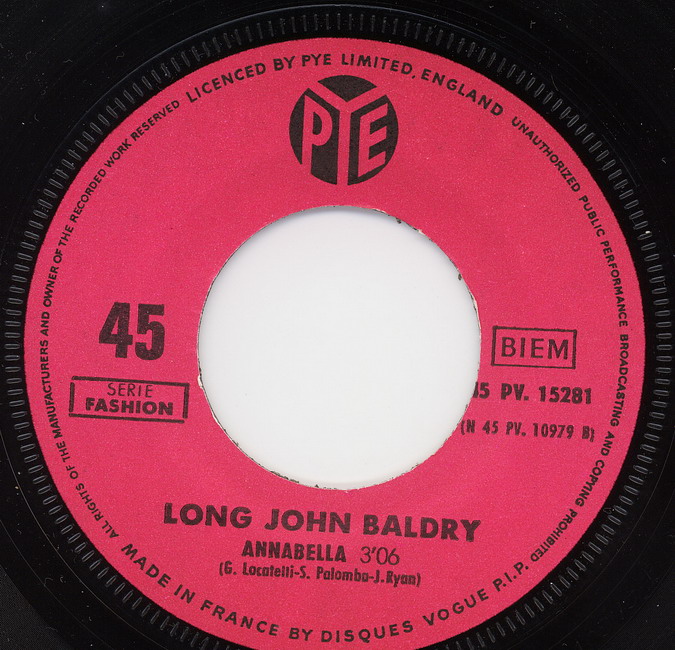 ALL RIGHTS OF THE MANUFACTURERS AND OWNER OF THE RECORDED WORK RESERVED LICENCED BY PYE LIMITED, ENGLAND UNAUTHORIZED PUBLIC PERFORMANCE BROADCASTING AND COPYING PROHIBITED
PYE
45
SERIE
FASHION
BIEM
45 PV. 15281
(N 45 PV. 10979 B)
LONG JOHN BALDRY
ANNABELLA 3'06
(G. Locatelli-S. Palomba-J. Ryan)
MADE IN FRANCE BY DISQUES VOGUE P.I.P.